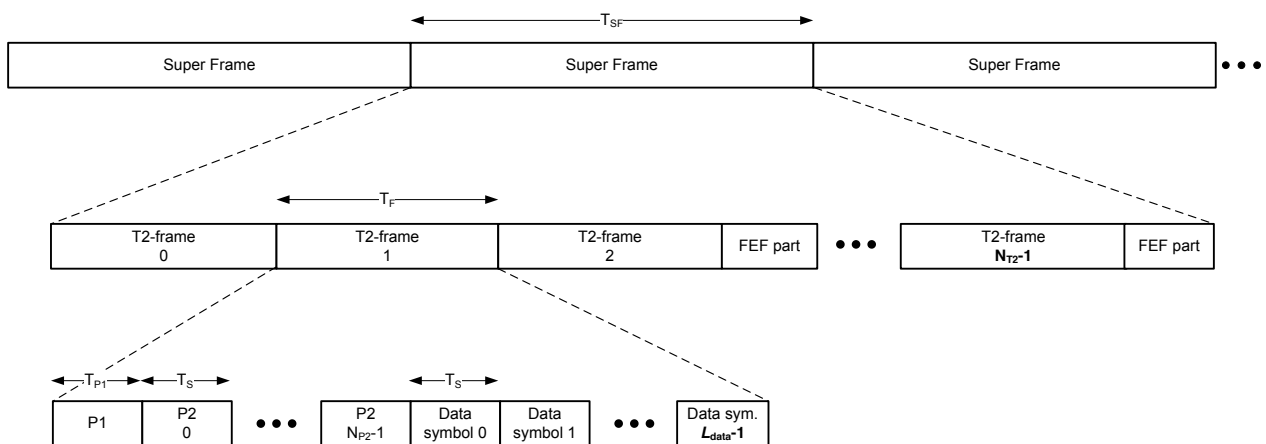 T_SF
Super Frame Super Frame Super Frame
T_F
T2-frame 0 T2-frame 1 T2-frame 2 FEF part T2-frame N_T2-1 FEF part
T_P1 T_S T_S
P1 P2 0 P2 N_P2-1 Data symbol 0 Data symbol 1 Data sym. L_data-1